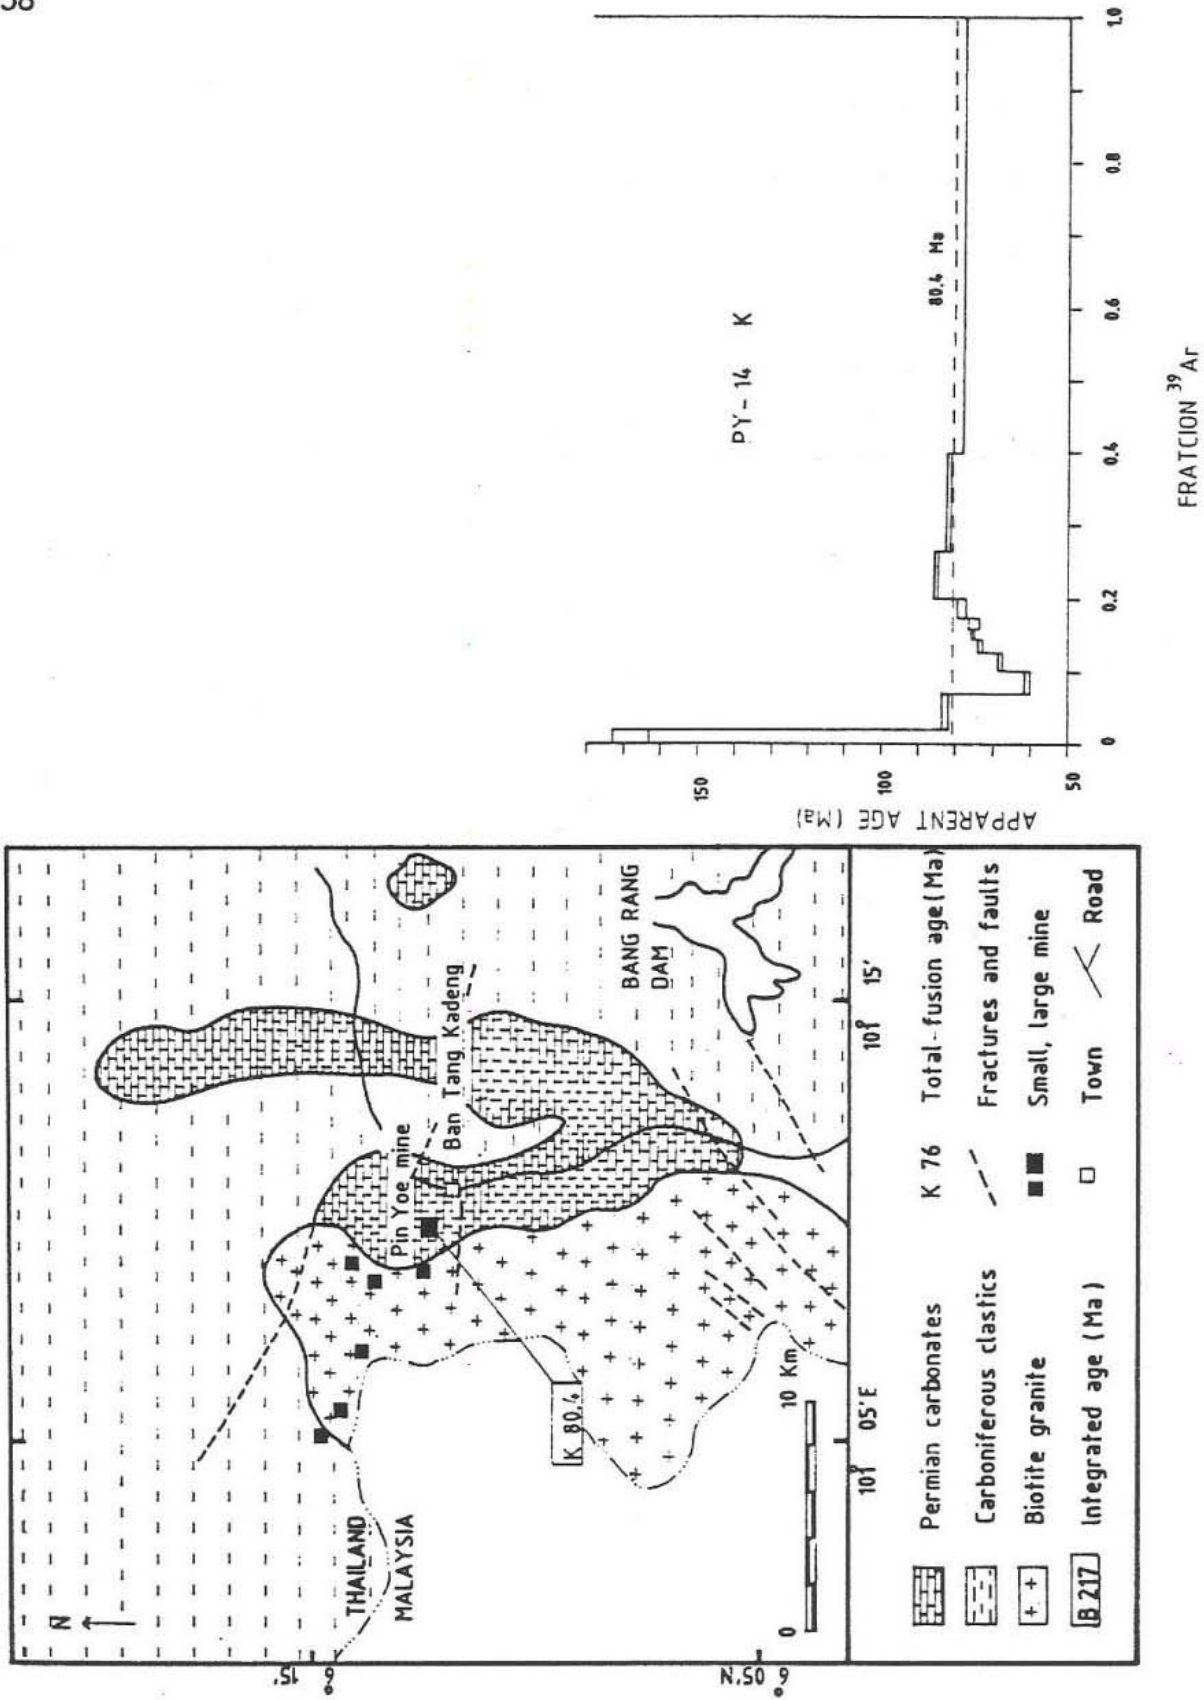 58
N
15'
6°
THAILAND
MALAYSIA
Pin Yoe mine
Ban Tang Kadeng
BANG RANG
DAM
K 80.4
0
10 Km
6° 05'N
101° 05'E
101° 15'
Permian carbonates
Carboniferous clastics
Biotite granite
B 217
Integrated age (Ma)
K 76
Total-fusion age (Ma)
Fractures and faults
Small, large mine
Town
Road
PY-14 K
80.4 Ma
APPARENT AGE (Ma)
150
100
50
0
0.2
0.4
0.6
0.8
1.0
FRATCION ³⁹Ar